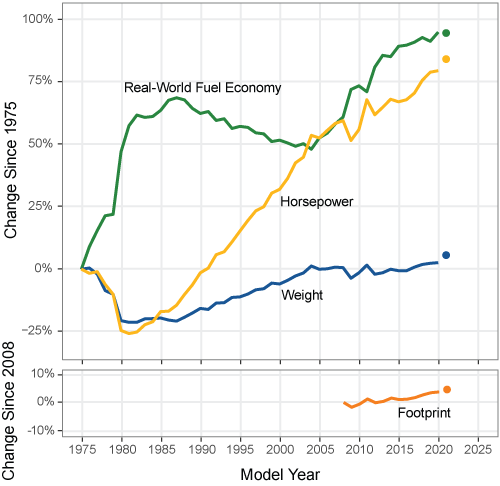 Change Since 1975
100%
75%
50%
25%
0%
−25%
Real-World Fuel Economy
Horsepower
Weight
Change Since 2008
10%
0%
-10%
Footprint
1975 1980 1985 1990 1995 2000 2005 2010 2015 2020 2025
Model Year